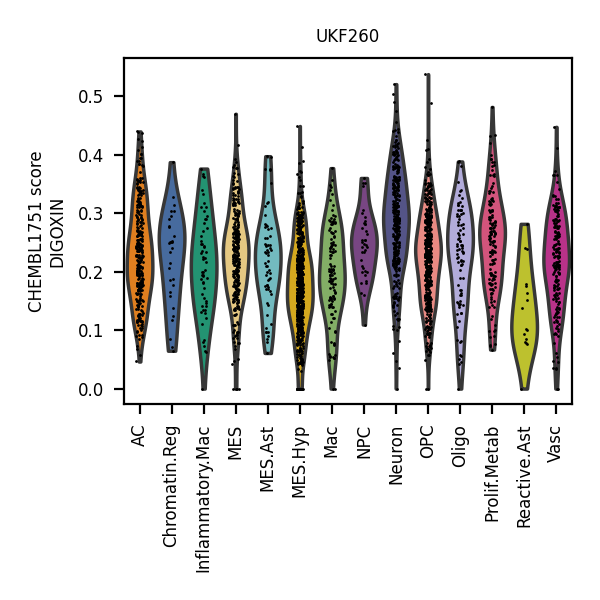 UKF260
CHEMBL1751 score
DIGOXIN
0.5
0.4
0.3
0.2
0.1
0.0
AC
Chromatin.Reg
Inflammatory.Mac
MES
MES.Ast
MES.Hyp
Mac
NPC
Neuron
OPC
Oligo
Prolif.Metab
Reactive.Ast
Vasc